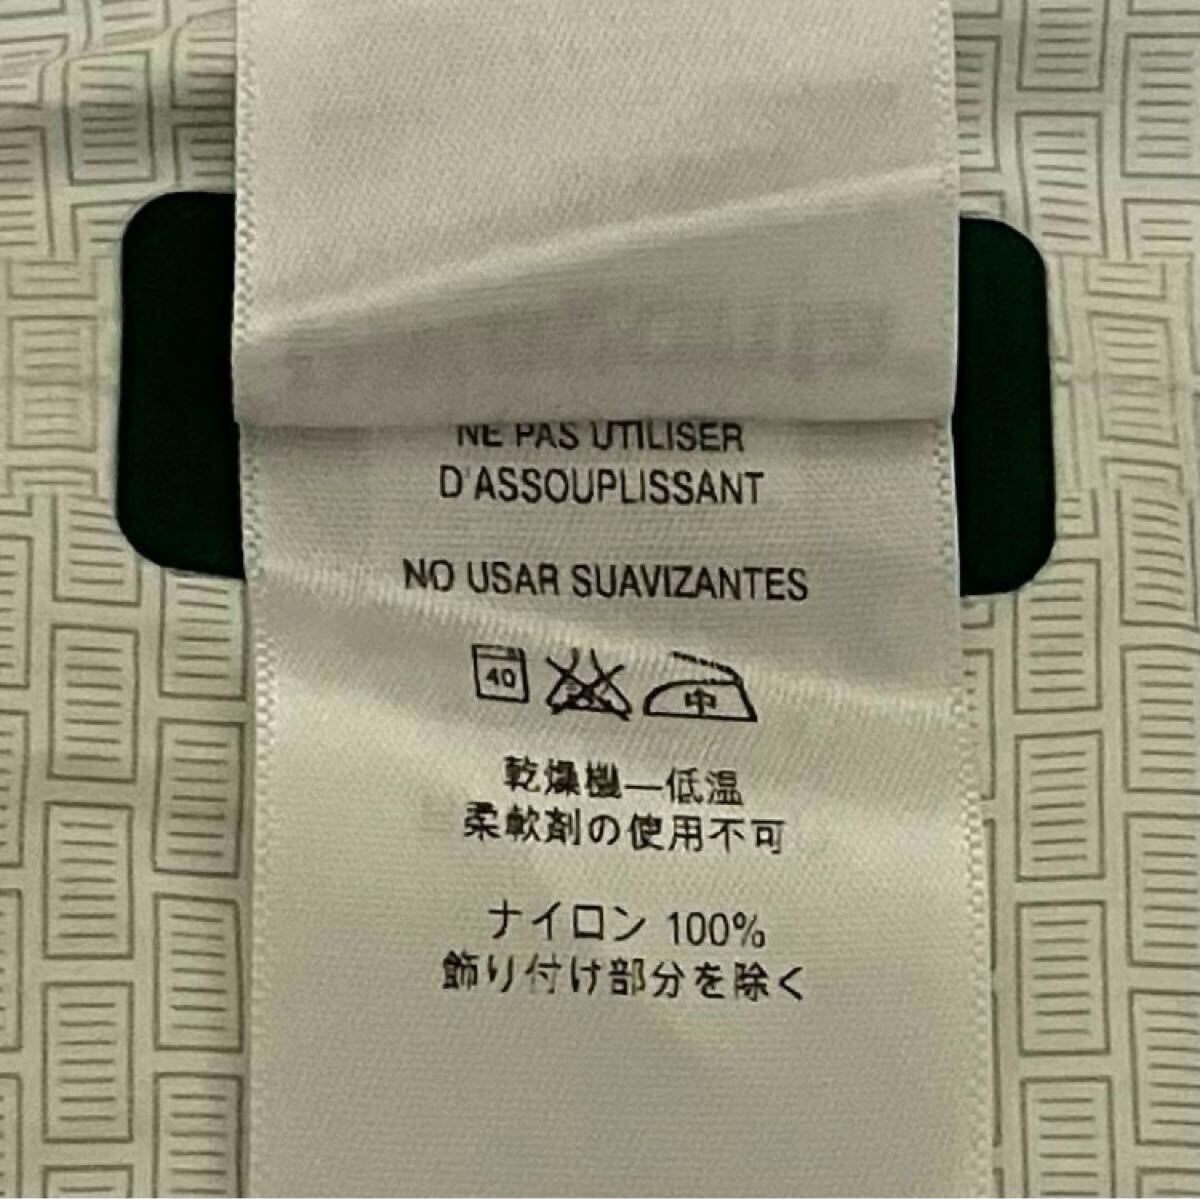 NE PAS UTILISER
D'ASSOUPLISSANT
NO USAR SUAVIZANTES
40 中
乾燥機—低温
柔軟剤の使用不可
ナイロン 100%
飾り付け部分を除く